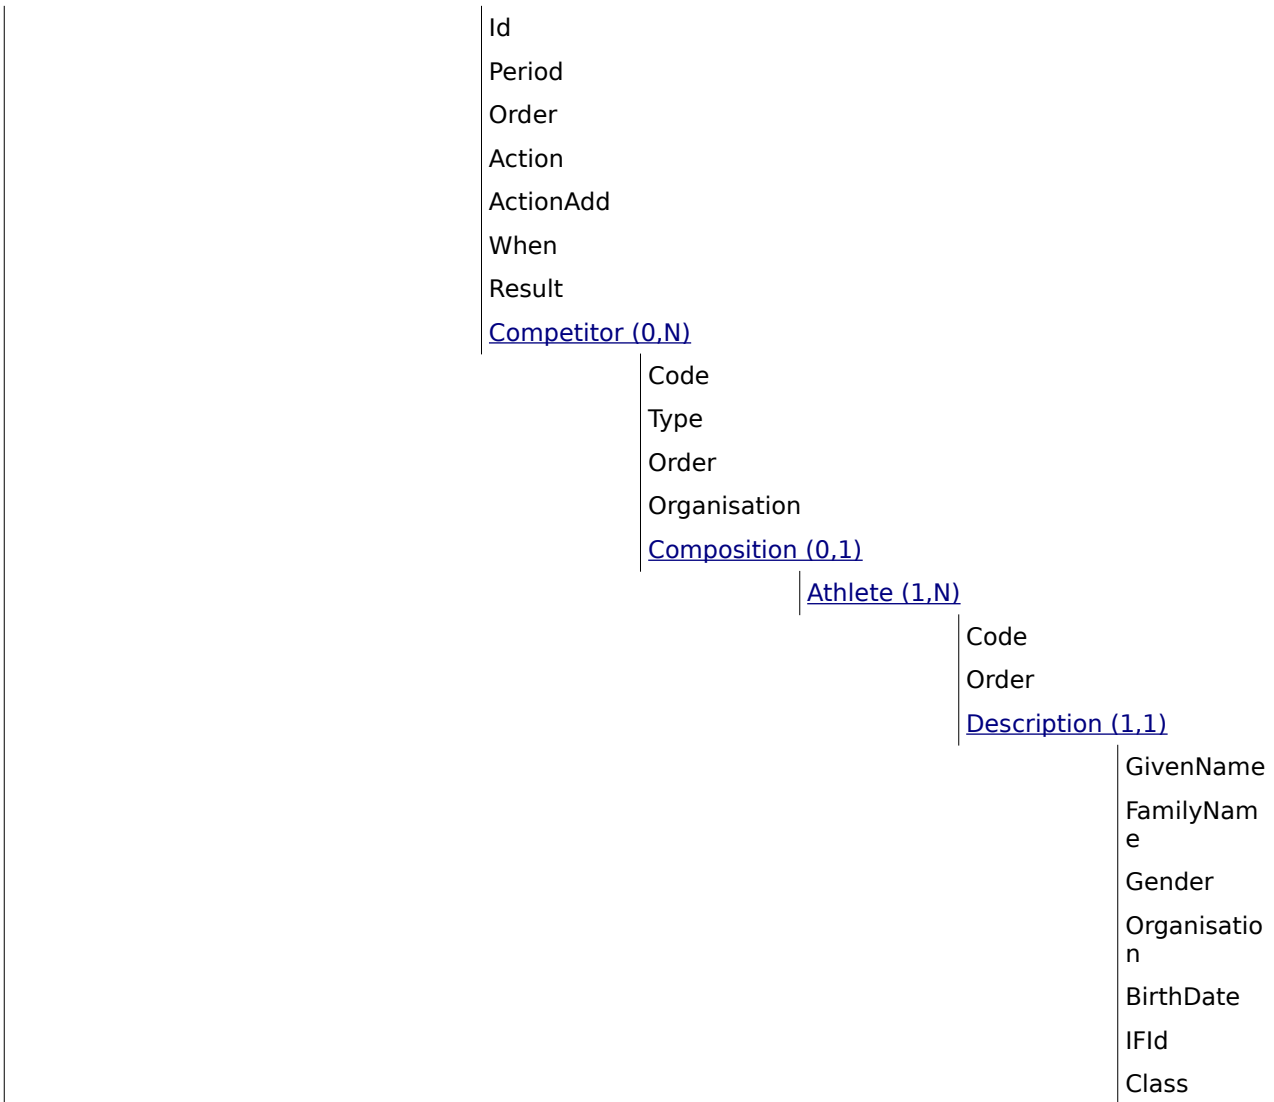 Id
Period
Order
Action
ActionAdd
When
Result
Competitor (0,N)
Code
Type
Order
Organisation
Composition (0,1)
Athlete (1,N)
Code
Order
Description (1,1)
GivenName
FamilyNam
e
Gender
Organisatio
n
BirthDate
IFId
Class